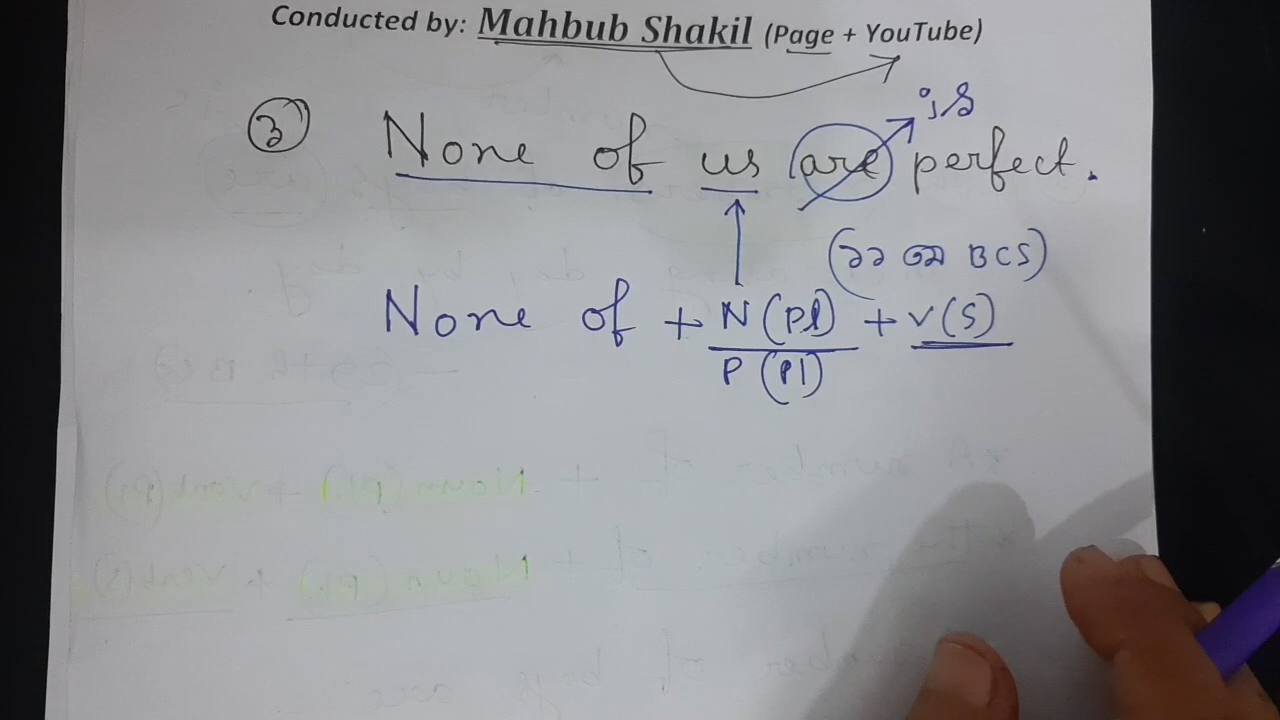 Conducted by: Mahbub Shakil (Page + YouTube)
is
৩ None of us are perfect.
(১১ তম BCS)
None of + N (Pl) + V (S)
P (Pl)